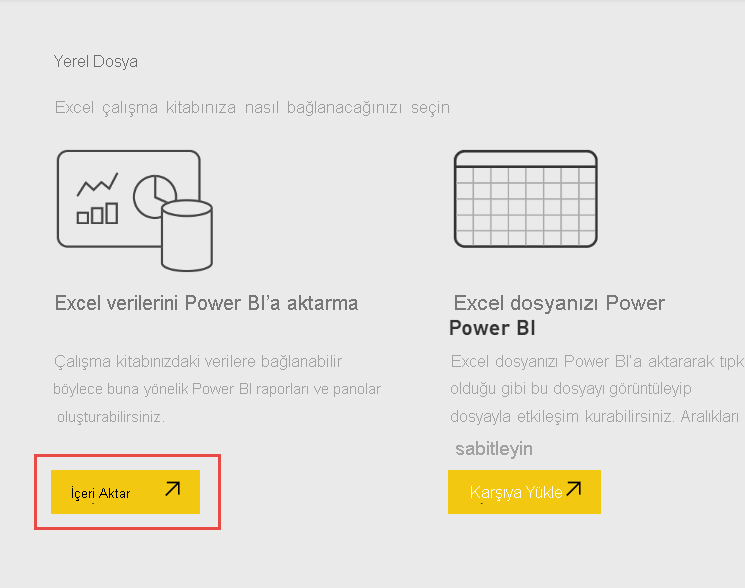 Yerel Dosya
Excel çalışma kitabınıza nasıl bağlanacağınızı seçin
Excel verilerini Power BI'a aktarma
Çalışma kitabınızdaki verilere bağlanabilir
böylece buna yönelik Power BI raporları ve panolar
oluşturabilirsiniz.
İçeri Aktar
Excel dosyanızı Power
Power BI
Excel dosyanızı Power BI'a aktararak tıpk
olduğu gibi bu dosyayı görüntüleyip
dosyayla etkileşim kurabilirsiniz. Aralıkları
sabitleyin
Karşıya Yükle